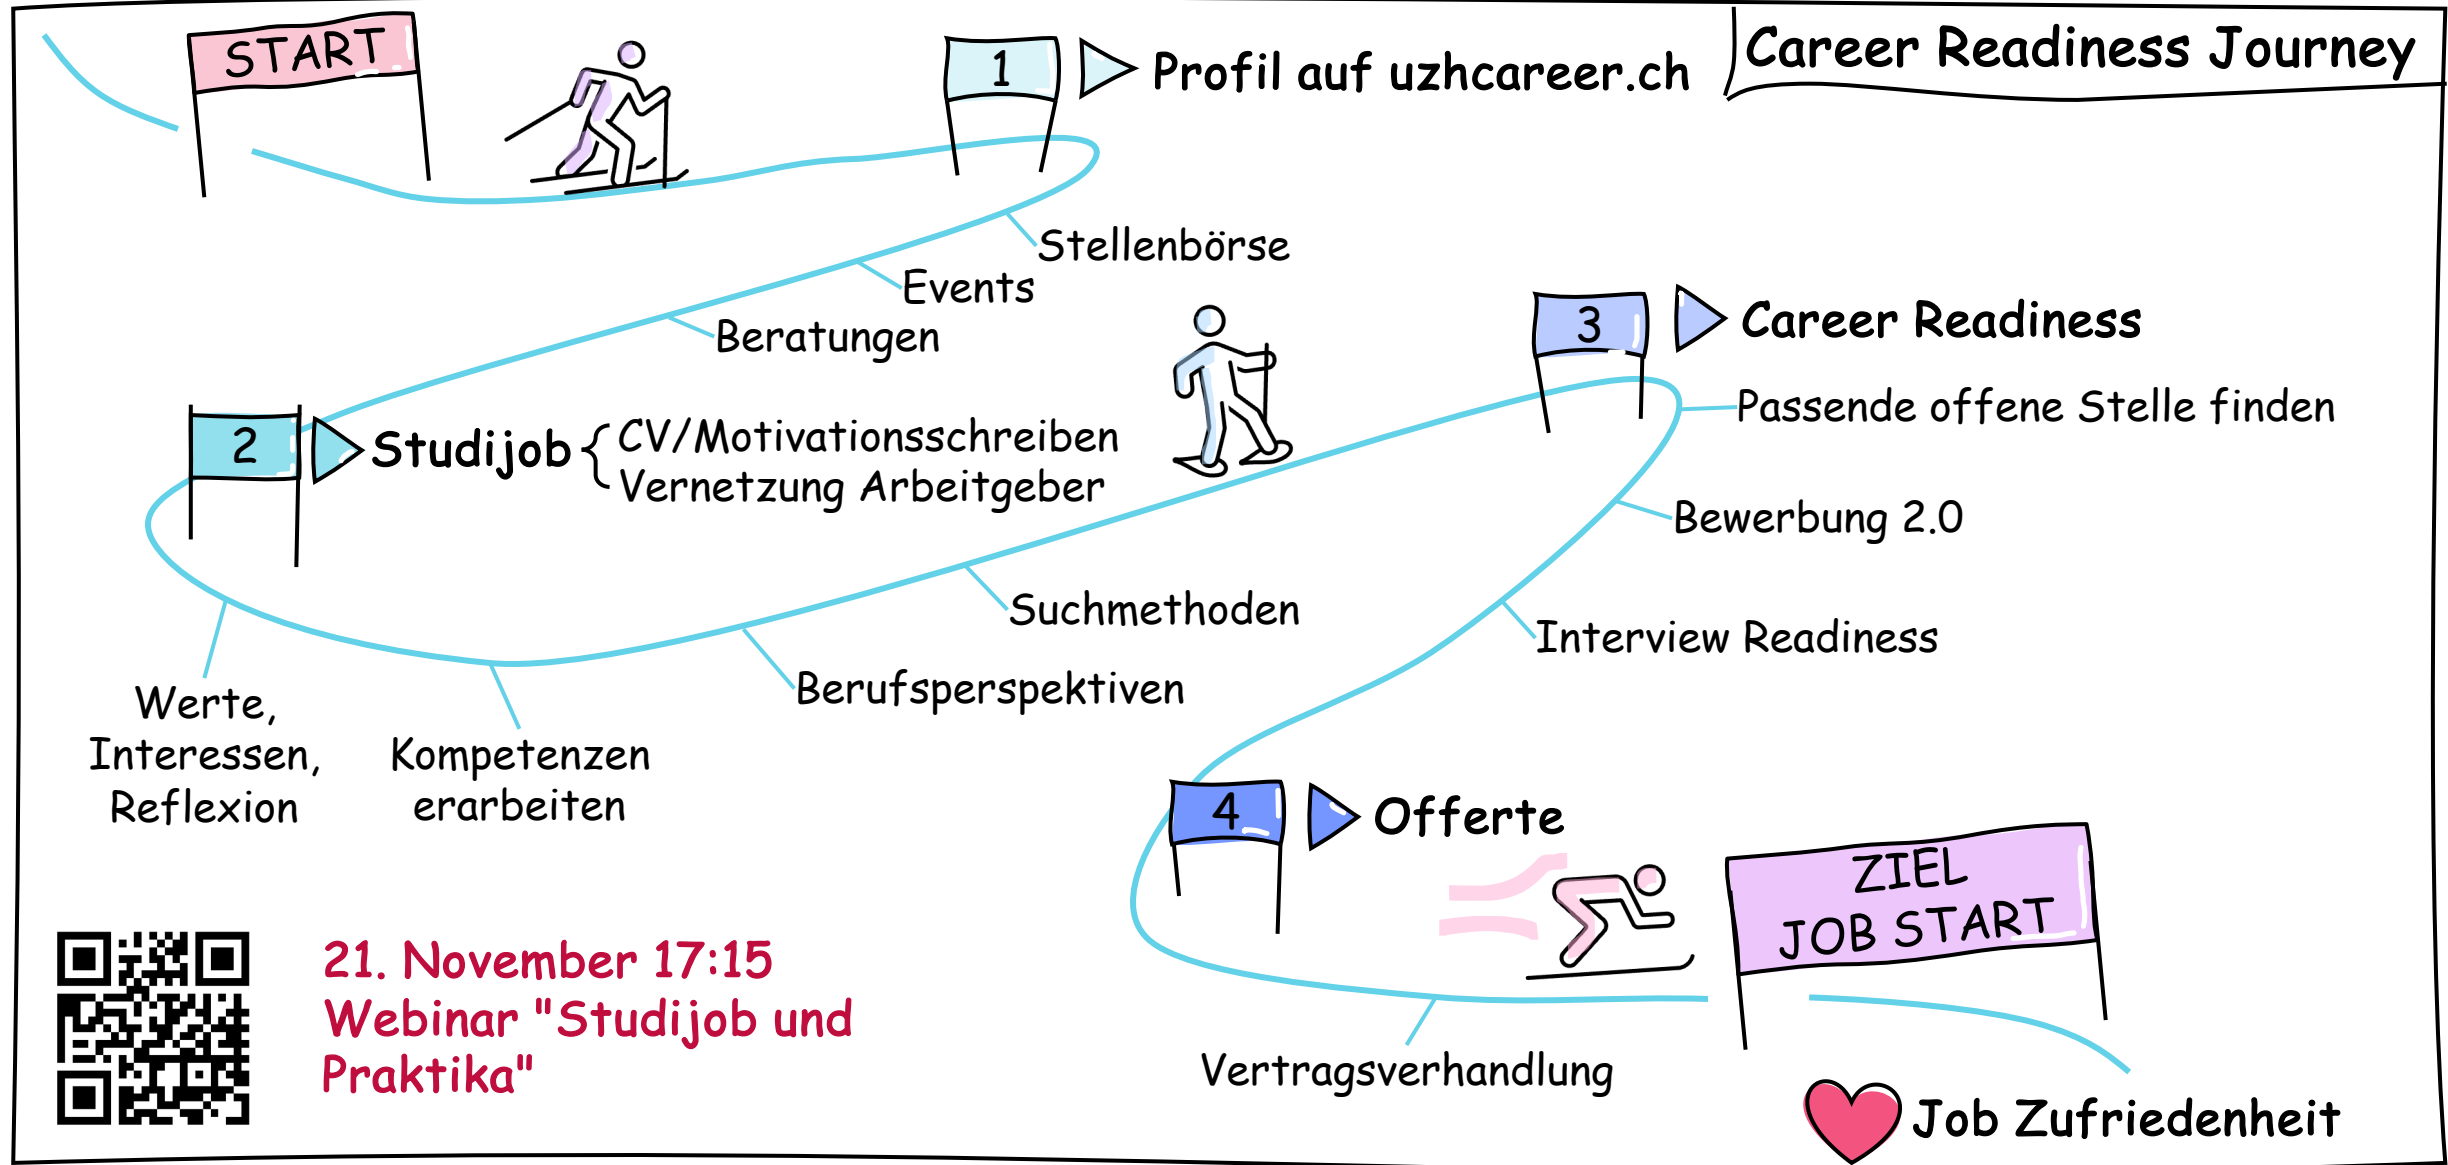 START
1
Profil auf uzhcareer.ch
Career Readiness Journey
Stellenbörse
Events
Beratungen
2
Studijob
CV/Motivationsschreiben
Vernetzung Arbeitgeber
3
Career Readiness
Passende offene Stelle finden
Bewerbung 2.0
Interview Readiness
Suchmethoden
Berufsperspektiven
Werte,
Interessen,
Reflexion
Kompetenzen
erarbeiten
4
Offerte
ZIEL
JOB START
21. November 17:15
Webinar "Studijob und
Praktika"
Vertragsverhandlung
Job Zufriedenheit